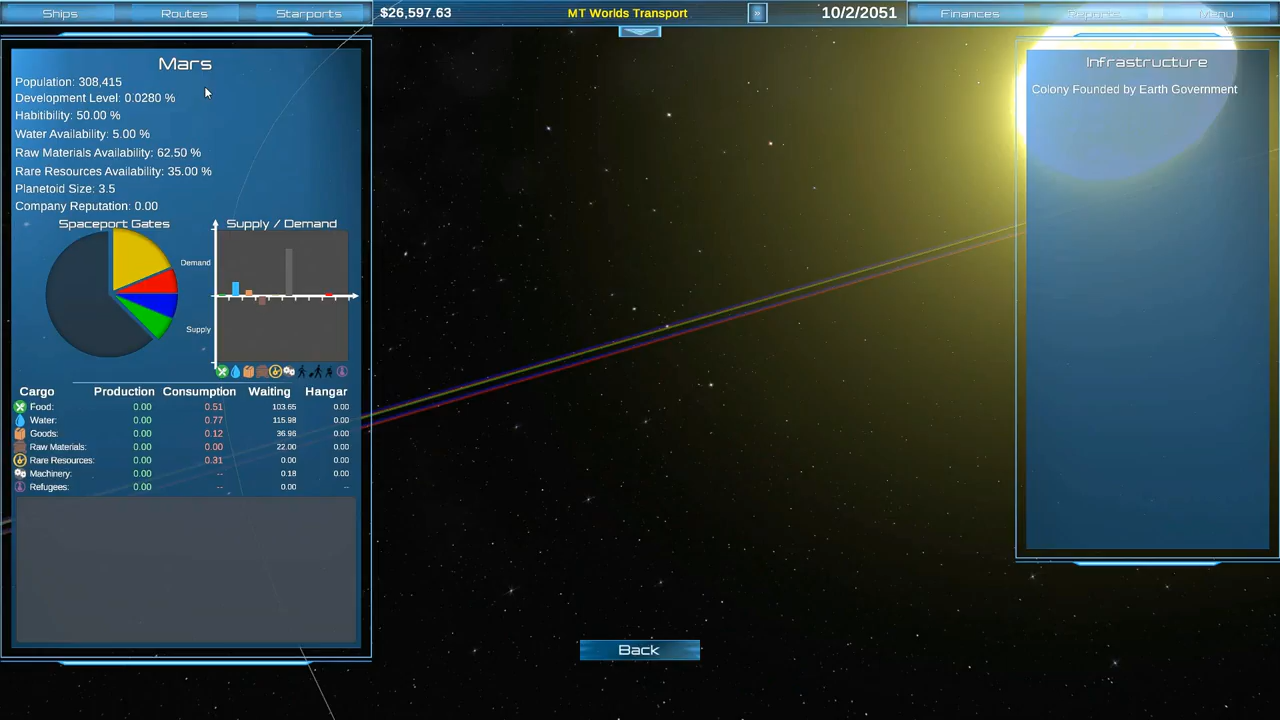 Ships Routes Starports $26,597.63 MT Worlds Transport » 10/2/2051 Finances Reports Menu
Mars
Population: 308,415
Development Level: 0.0280 %
Habitibility: 50.00 %
Water Availability: 5.00 %
Raw Materials Availability: 62.50 %
Rare Resources Availability: 35.00 %
Planetoid Size: 3.5
Company Reputation: 0.00
Spaceport Gates Supply / Demand
Demand
Supply
Cargo Production Consumption Waiting Hangar
Food: 0.00 0.51 103.65 0.00
Water: 0.00 0.77 115.98 0.00
Goods: 0.00 0.12 36.96 0.00
Raw Materials: 0.00 0.00 22.00 0.00
Rare Resources: 0.00 0.31 0.00 0.00
Machinery: 0.00 -- 0.18 0.00
Refugees: 0.00 -- 0.00 --
Infrastructure
Colony Founded by Earth Government
Back